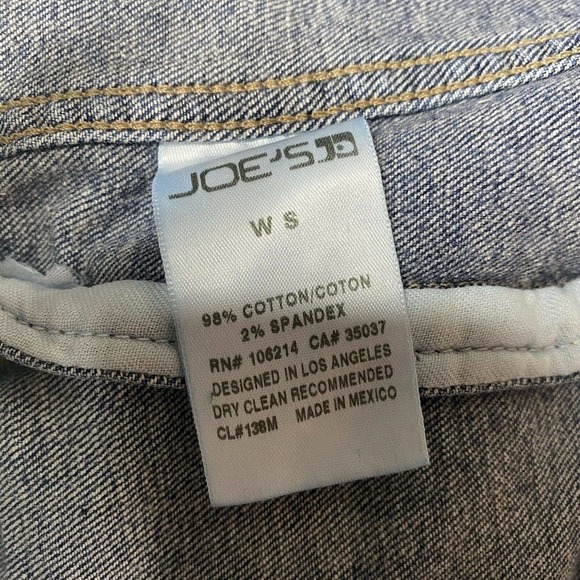 JOE'S
W S
98% COTTON/COTON
2% SPANDEX
RN# 106214 CA# 35037
DESIGNED IN LOS ANGELES
DRY CLEAN RECOMMENDED
CL#138M MADE IN MEXICO